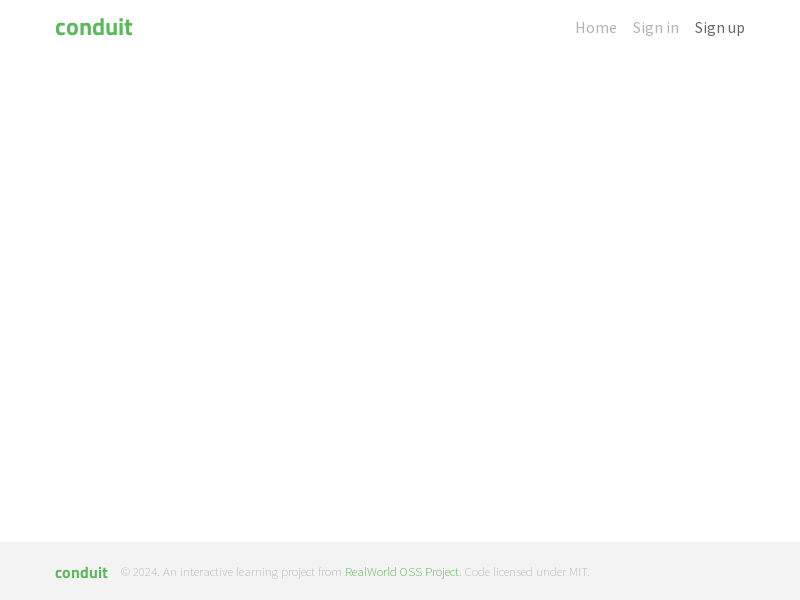 conduit
Home Sign in Sign up
conduit © 2024. An interactive learning project from RealWorld OSS Project. Code licensed under MIT.